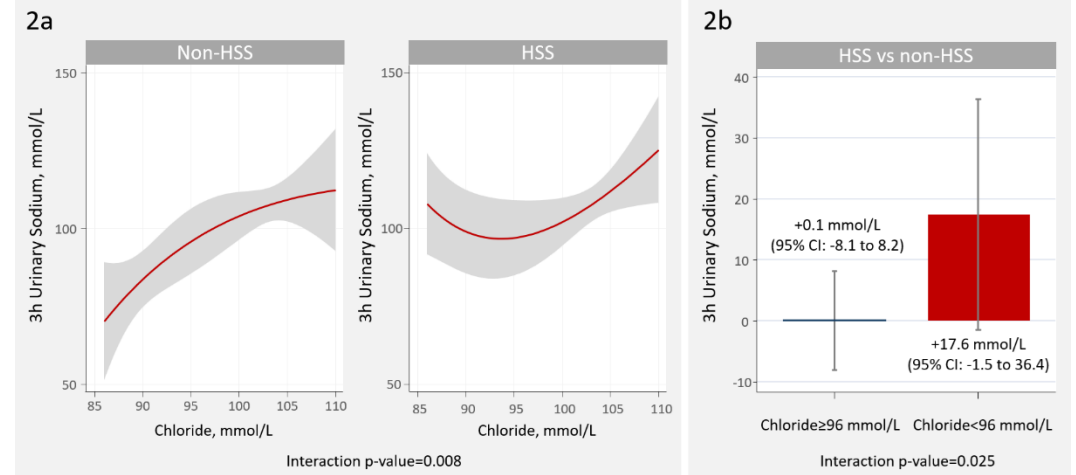 2a
Non-HSS
HSS
150
100
50
3h Urinary Sodium, mmol/L
85 90 95 100 105 110
Chloride, mmol/L
150
100
50
3h Urinary Sodium, mmol/L
85 90 95 100 105 110
Chloride, mmol/L
Interaction p-value=0.008
2b
HSS vs non-HSS
40
30
20
10
0
-10
3h Urinary Sodium, mmol/L
+0.1 mmol/L
(95% CI: -8.1 to 8.2)
+17.6 mmol/L
(95% CI: -1.5 to 36.4)
Chloride≥96 mmol/L Chloride<96 mmol/L
Interaction p-value=0.025